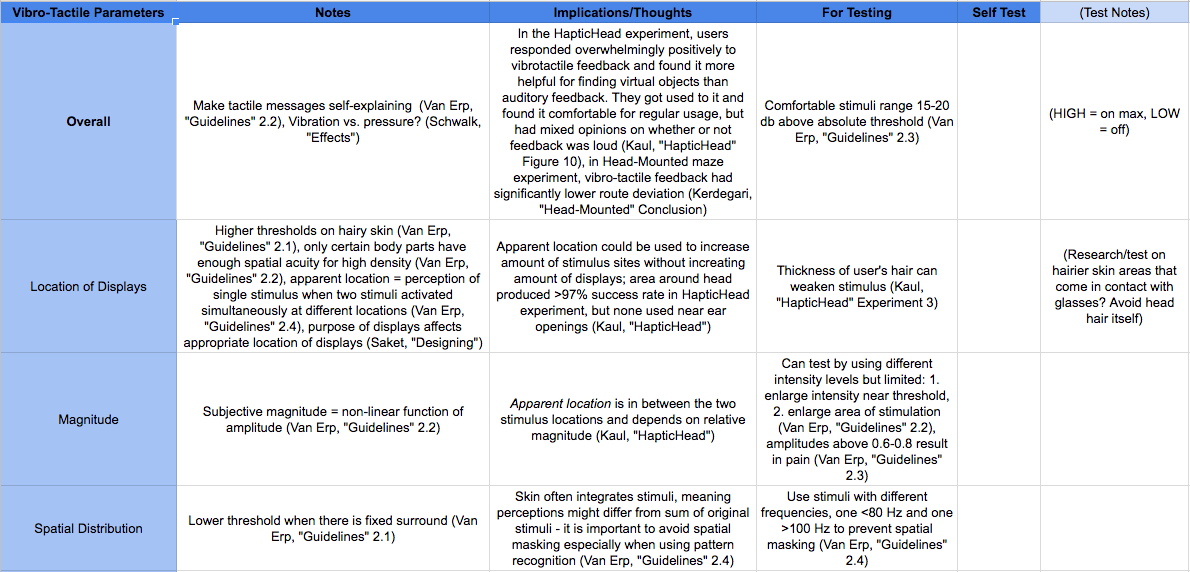 Vibro-Tactile Parameters
Notes
Implications/Thoughts
For Testing
Self Test
(Test Notes)
Overall
Make tactile messages self-explaining (Van Erp,
"Guidelines" 2.2), Vibration vs. pressure? (Schwalk,
"Effects")
In the HapticHead experiment, users
responded overwhelmingly positively to
vibrotactile feedback and found it more
helpful for finding virtual objects than
auditory feedback. They got used to it and
found it comfortable for regular usage, but
had mixed opinions on whether or not
feedback was loud (Kaul, "HapticHead"
Figure 10), in Head-Mounted maze
experiment, vibro-tactile feedback had
significantly lower route deviation (Kerdegari,
"Head-Mounted" Conclusion)
Comfortable stimuli range 15-20
db above absolute threshold (Van
Erp, "Guidelines" 2.3)
(HIGH = on max, LOW
= off)
Location of Displays
Higher thresholds on hairy skin (Van Erp,
"Guidelines" 2.1), only certain body parts have
enough spatial acuity for high density (Van Erp,
"Guidelines" 2.2), apparent location = perception of
single stimulus when two stimuli activated
simultaneously at different locations (Van Erp,
"Guidelines" 2.4), purpose of displays affects
appropriate location of displays (Saket, "Designing")
Apparent location could be used to increase
amount of stimulus sites without increating
amount of displays; area around head
produced >97% success rate in HapticHead
experiment, but none used near ear
openings (Kaul, "HapticHead")
Thickness of user's hair can
weaken stimulus (Kaul,
"HapticHead" Experiment 3)
(Research/test on
hairier skin areas that
come in contact with
glasses? Avoid head
hair itself)
Magnitude
Subjective magnitude = non-linear function of
amplitude (Van Erp, "Guidelines" 2.2)
Apparent location is in between the two
stimulus locations and depends on relative
magnitude (Kaul, "HapticHead")
Can test by using different
intensity levels but limited: 1.
enlarge intensity near threshold,
2. enlarge area of stimulation
(Van Erp, "Guidelines" 2.2),
amplitudes above 0.6-0.8 result
in pain (Van Erp, "Guidelines"
2.3)
Spatial Distribution
Lower threshold when there is fixed surround (Van
Erp, "Guidelines" 2.1)
Skin often integrates stimuli, meaning
perceptions might differ from sum of original
stimuli - it is important to avoid spatial
masking especially when using pattern
recognition (Van Erp, "Guidelines" 2.4)
Use stimuli with different
frequencies, one <80 Hz and one
>100 Hz to prevent spatial
masking (Van Erp, "Guidelines"
2.4)